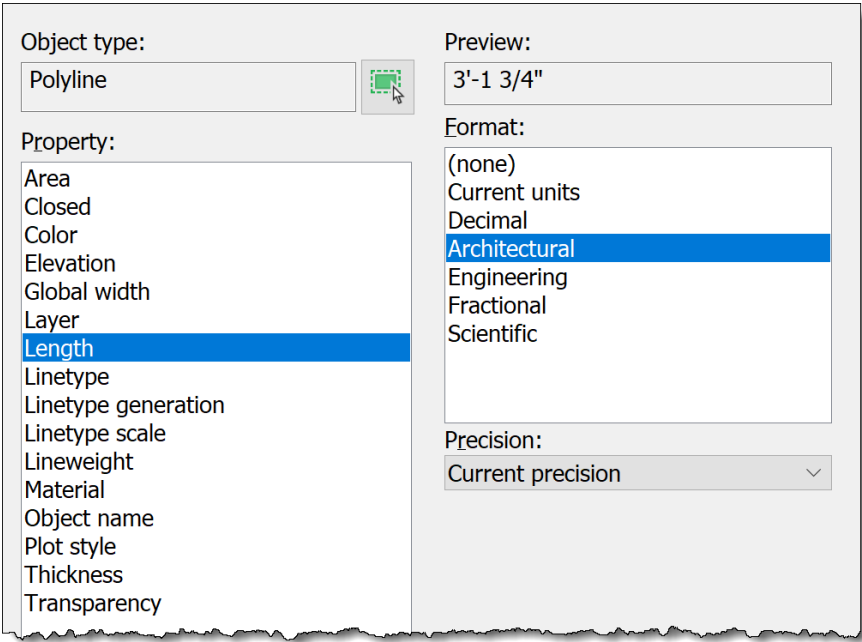 Object type:
Polyline
Property:
Area
Closed
Color
Elevation
Global width
Layer
Length
Linetype
Linetype generation
Linetype scale
Lineweight
Material
Object name
Plot style
Thickness
Transparency
Preview:
3'-1 3/4"
Format:
(none)
Current units
Decimal
Architectural
Engineering
Fractional
Scientific
Precision:
Current precision